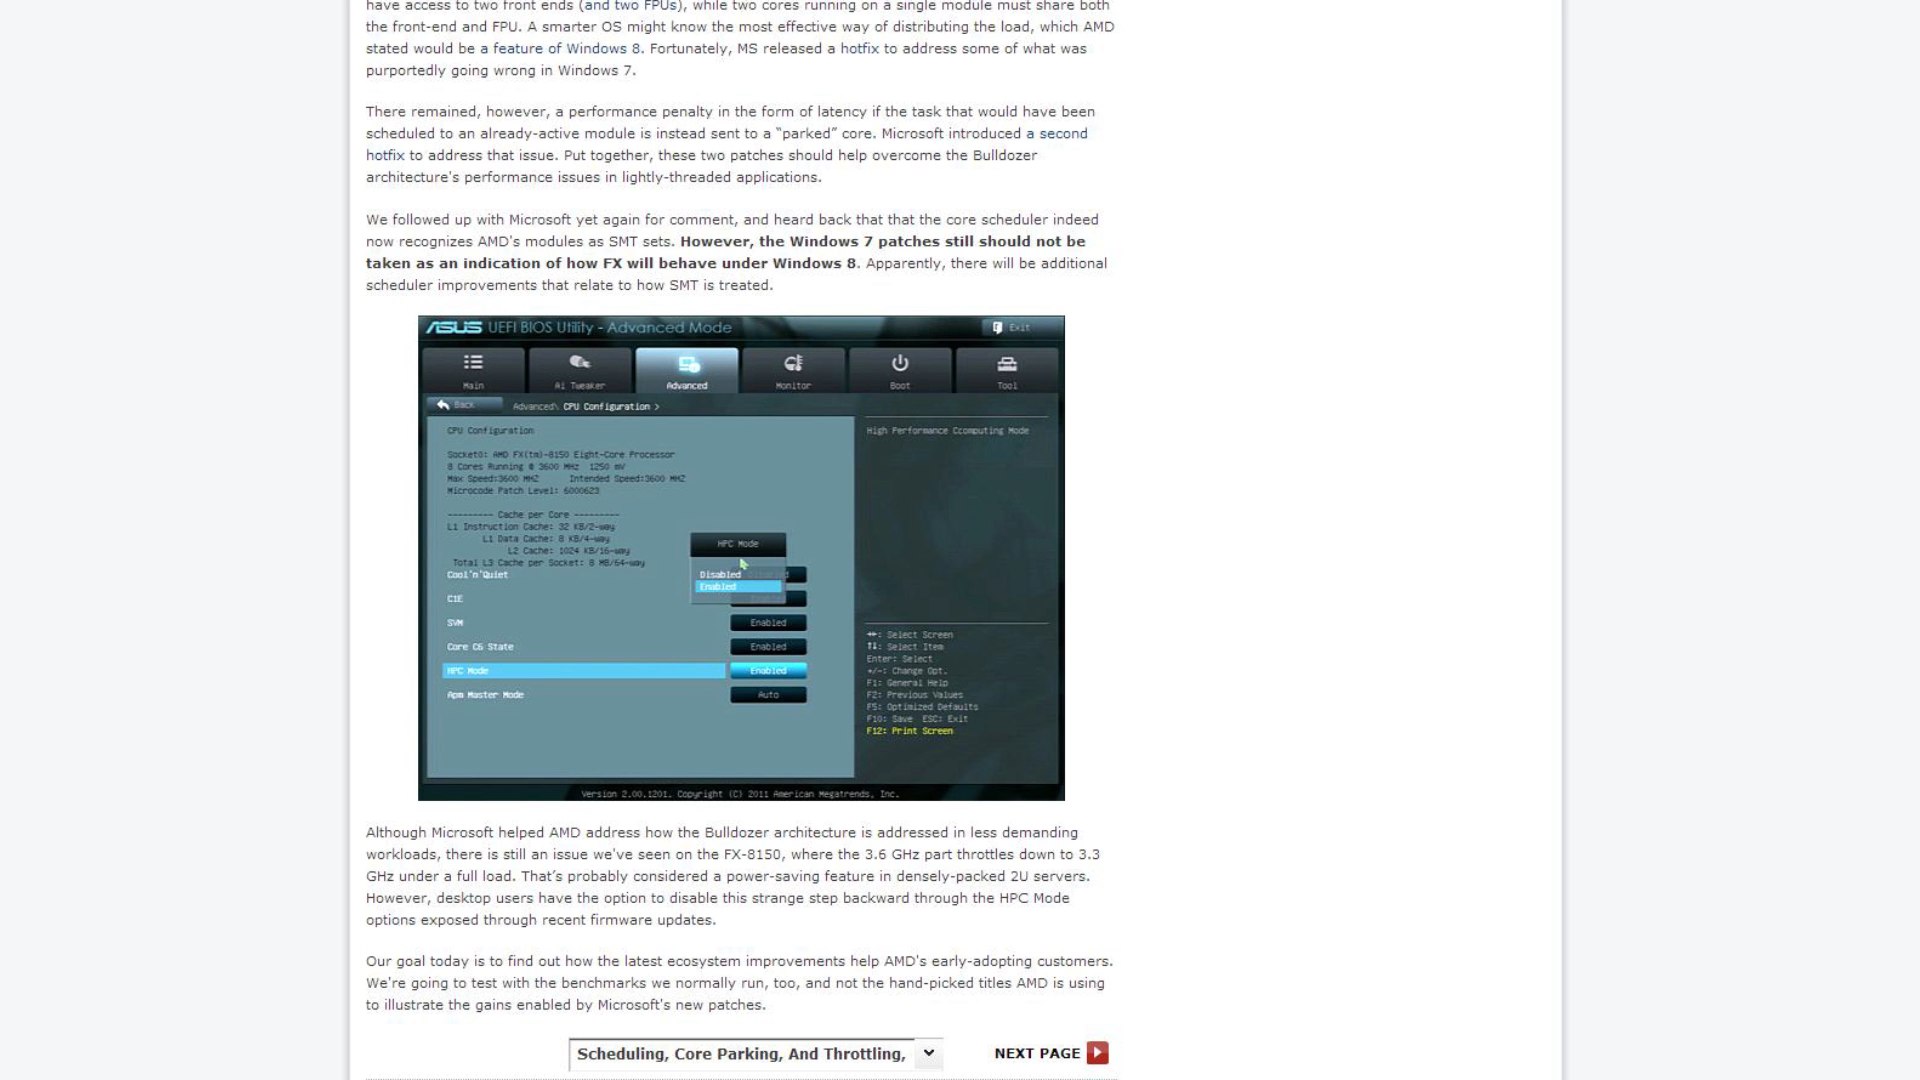 have access to two front ends (and two FPUs), while two cores running on a single module must share both
the front-end and FPU. A smarter OS might know the most effective way of distributing the load, which AMD
stated would be a feature of Windows 8. Fortunately, MS released a hotfix to address some of what was
purportedly going wrong in Windows 7.
There remained, however, a performance penalty in the form of latency if the task that would have been
scheduled to an already-active module is instead sent to a “parked” core. Microsoft introduced a second
hotfix to address that issue. Put together, these two patches should help overcome the Bulldozer
architecture's performance issues in lightly-threaded applications.
We followed up with Microsoft yet again for comment, and heard back that that the core scheduler indeed
now recognizes AMD's modules as SMT sets. However, the Windows 7 patches still should not be
taken as an indication of how FX will behave under Windows 8. Apparently, there will be additional
scheduler improvements that relate to how SMT is treated.
ASUS UEFI BIOS Utility - Advanced Mode
Exit
Main
Ai Tweaker
Advanced
Monitor
Boot
Tool
Back
Advanced\ CPU Configuration >
CPU Configuration
High Performance Ccomputing Mode
Socket0: AMD FX(tm)-8150 Eight-Core Processor
8 Cores Running @ 3600 MHz 1250 mV
Max Speed:3600 MHZ Intended Speed:3600 MHZ
Microcode Patch Level: 6000623
--------- Cache per Core ---------
L1 Instruction Cache: 32 KB/2-way
L1 Data Cache: 8 KB/4-way
L2 Cache: 1024 KB/16-way
Total L3 Cache per Socket: 8 MB/64-way
HPC Mode
Disabled
Enabled
Cool'n'Quiet
C1E
SVM Enabled
Core C6 State Enabled
HPC Mode Enabled
Apm Master Mode Auto
→←: Select Screen
↑↓: Select Item
Enter: Select
+/-: Change Opt.
F1: General Help
F2: Previous Values
F5: Optimized Defaults
F10: Save ESC: Exit
F12: Print Screen
Version 2.00.1201. Copyright (C) 2011 American Megatrends, Inc.
Although Microsoft helped AMD address how the Bulldozer architecture is addressed in less demanding
workloads, there is still an issue we've seen on the FX-8150, where the 3.6 GHz part throttles down to 3.3
GHz under a full load. That’s probably considered a power-saving feature in densely-packed 2U servers.
However, desktop users have the option to disable this strange step backward through the HPC Mode
options exposed through recent firmware updates.
Our goal today is to find out how the latest ecosystem improvements help AMD's early-adopting customers.
We're going to test with the benchmarks we normally run, too, and not the hand-picked titles AMD is using
to illustrate the gains enabled by Microsoft's new patches.
Scheduling, Core Parking, And Throttling,
NEXT PAGE